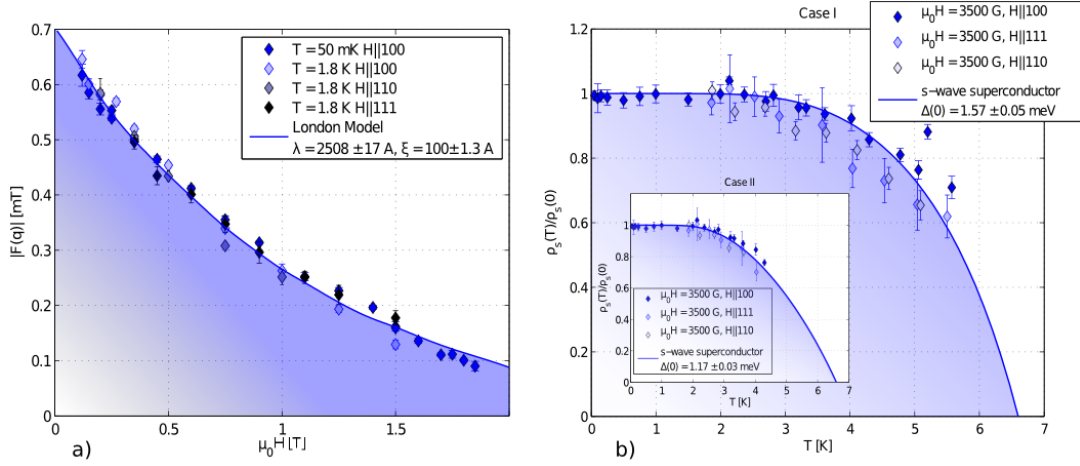 0.7
0.6
0.5
0.4
0.3
0.2
0.1
0
|F(q)| [mT]
T = 50 mK H||100
T = 1.8 K H||100
T = 1.8 K H||110
T = 1.8 K H||111
London Model
λ = 2508 ±17 A, ξ = 100±1.3 A
0 0.5 1 1.5
a) μ₀H [T]
Case I
1.2
1
0.8
0.6
0.4
0.2
0
ρₛ(T)/ρₛ(0)
μ₀H = 3500 G, H||100
μ₀H = 3500 G, H||111
μ₀H = 3500 G, H||110
s-wave superconductor
Δ(0) = 1.57 ±0.05 meV
Case II
1
0.8
0.6
0.4
0.2
0
ρₛ(T)/ρₛ(0)
μ₀H = 3500 G, H||100
μ₀H = 3500 G, H||111
μ₀H = 3500 G, H||110
s-wave superconductor
Δ(0) = 1.17 ±0.03 meV
0 1 2 3 4 5 6 7
T [K]
0 1 2 3 4 5 6 7
b) T [K]